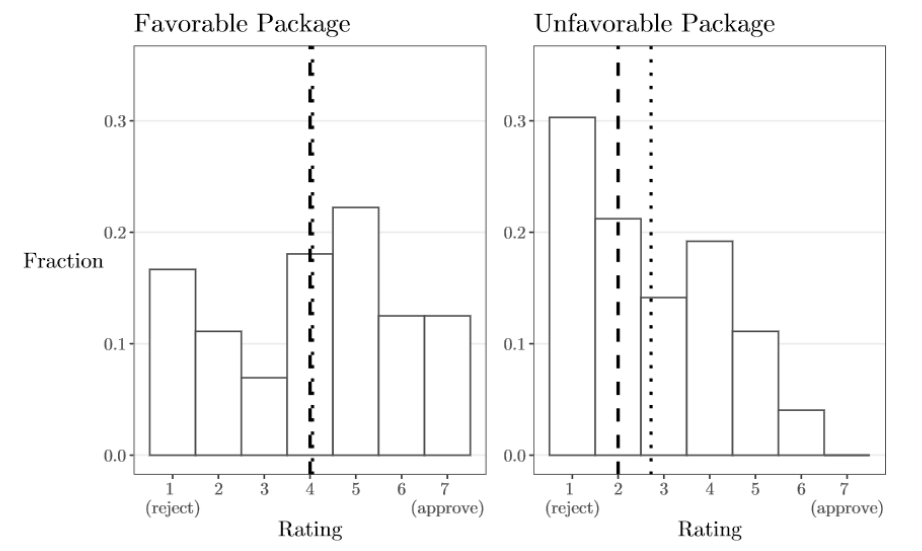 Favorable Package
Unfavorable Package
0.3
0.2
0.1
0.0
0.3
0.2
0.1
0.0
Fraction
1 2 3 4 5 6 7
(reject) (approve)
Rating
1 2 3 4 5 6 7
(reject) (approve)
Rating